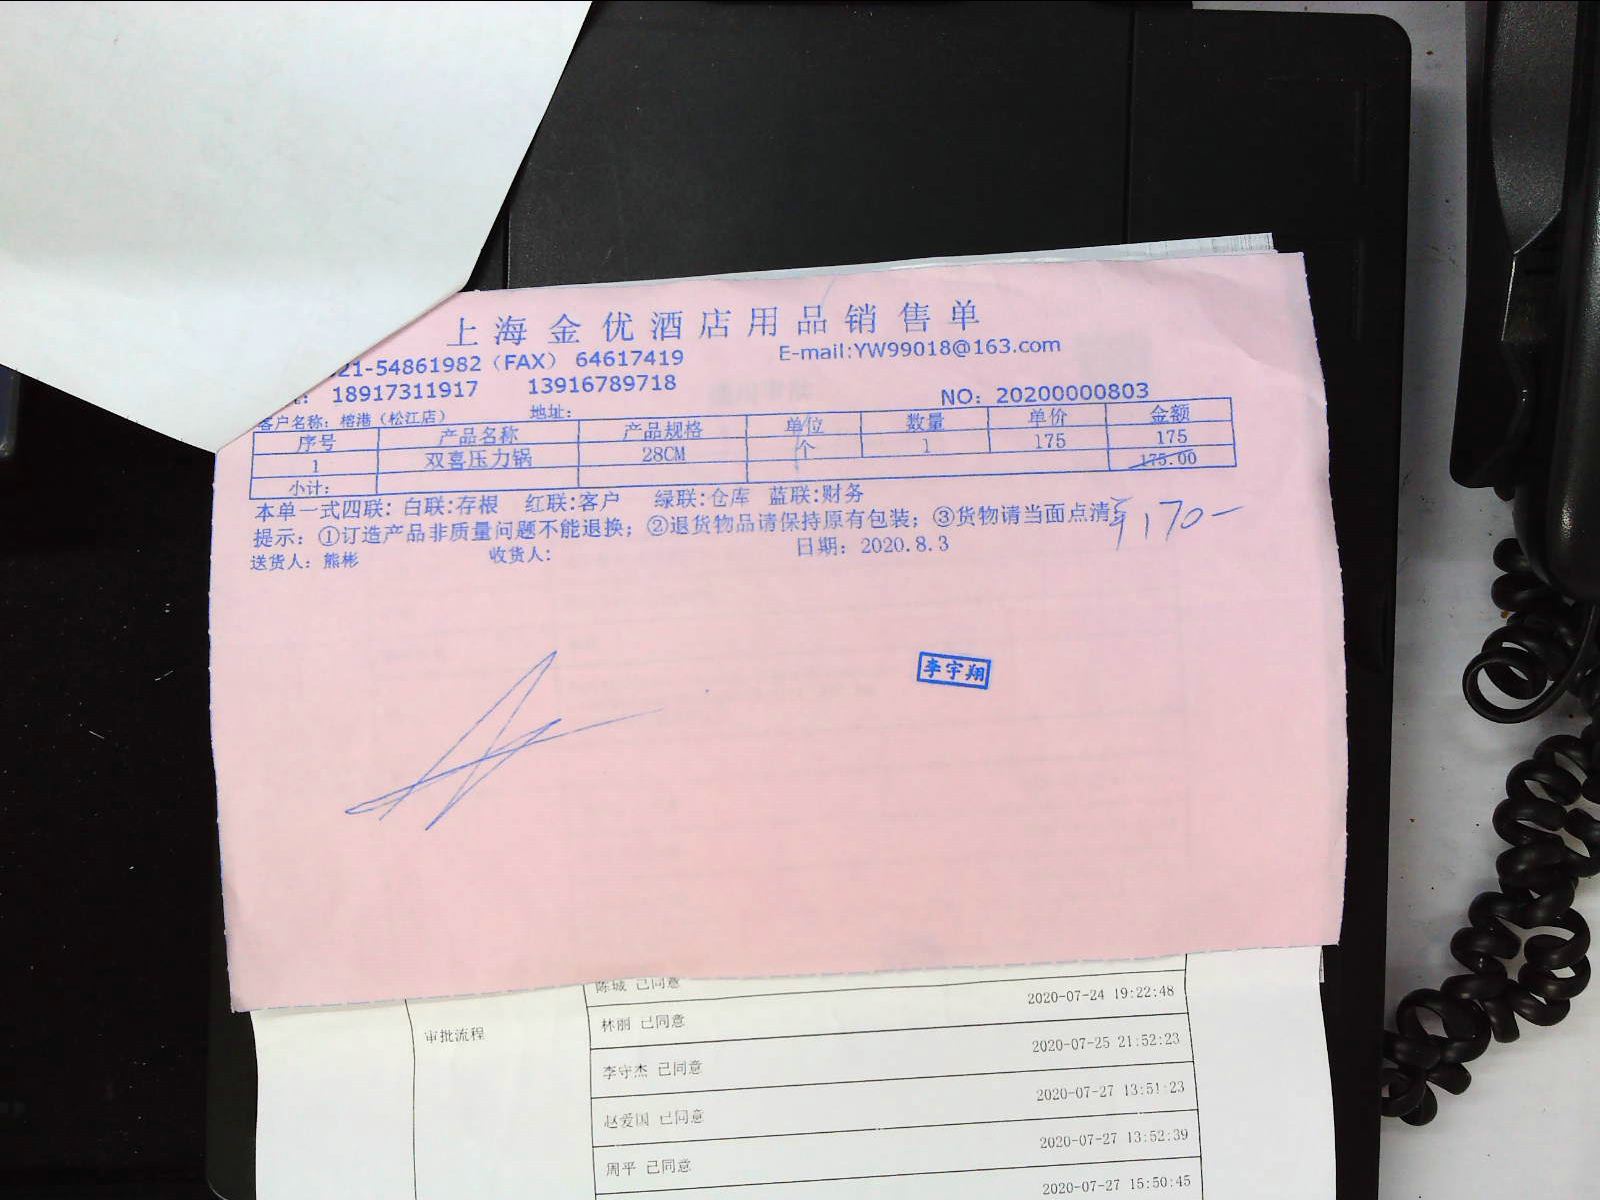 上海金优酒店用品销售单
21-54861982（FAX） 64617419 E-mail:YW99018@163.com
18917311917 13916789718
NO: 20200000803
客户名称: 榕港（松江店） 地址:
序号 产品名称 产品规格 单位 数量 单价 金额
1 双喜压力锅 28CM 个 1 175 175
小计: 175.00
本单一式四联: 白联:存根 红联:客户 绿联:仓库 蓝联:财务
提示: ①订造产品非质量问题不能退换; ②退货物品请保持原有包装; ③货物请当面点清
170-
送货人: 熊彬 收货人: 日期: 2020.8.3
李宇翔
审批流程
陈城 已同意 2020-07-24 19:22:48
林丽 已同意 2020-07-25 21:52:23
李守杰 已同意 2020-07-27 13:51:23
赵爱国 已同意 2020-07-27 13:52:39
周平 已同意 2020-07-27 15:50:45